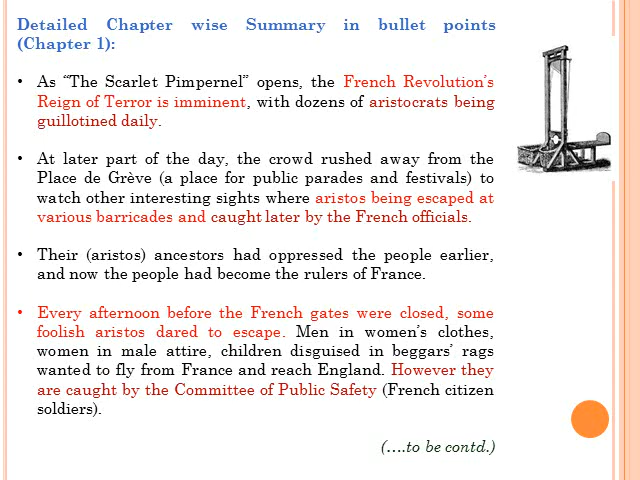 Detailed Chapter wise Summary in bullet points
(Chapter 1):
• As “The Scarlet Pimpernel” opens, the French Revolution’s
Reign of Terror is imminent, with dozens of aristocrats being
guillotined daily.
• At later part of the day, the crowd rushed away from the
Place de Grève (a place for public parades and festivals) to
watch other interesting sights where aristos being escaped at
various barricades and caught later by the French officials.
• Their (aristos) ancestors had oppressed the people earlier,
and now the people had become the rulers of France.
• Every afternoon before the French gates were closed, some
foolish aristos dared to escape. Men in women’s clothes,
women in male attire, children disguised in beggars’ rags
wanted to fly from France and reach England. However they
are caught by the Committee of Public Safety (French citizen
soldiers).
(….to be contd.)